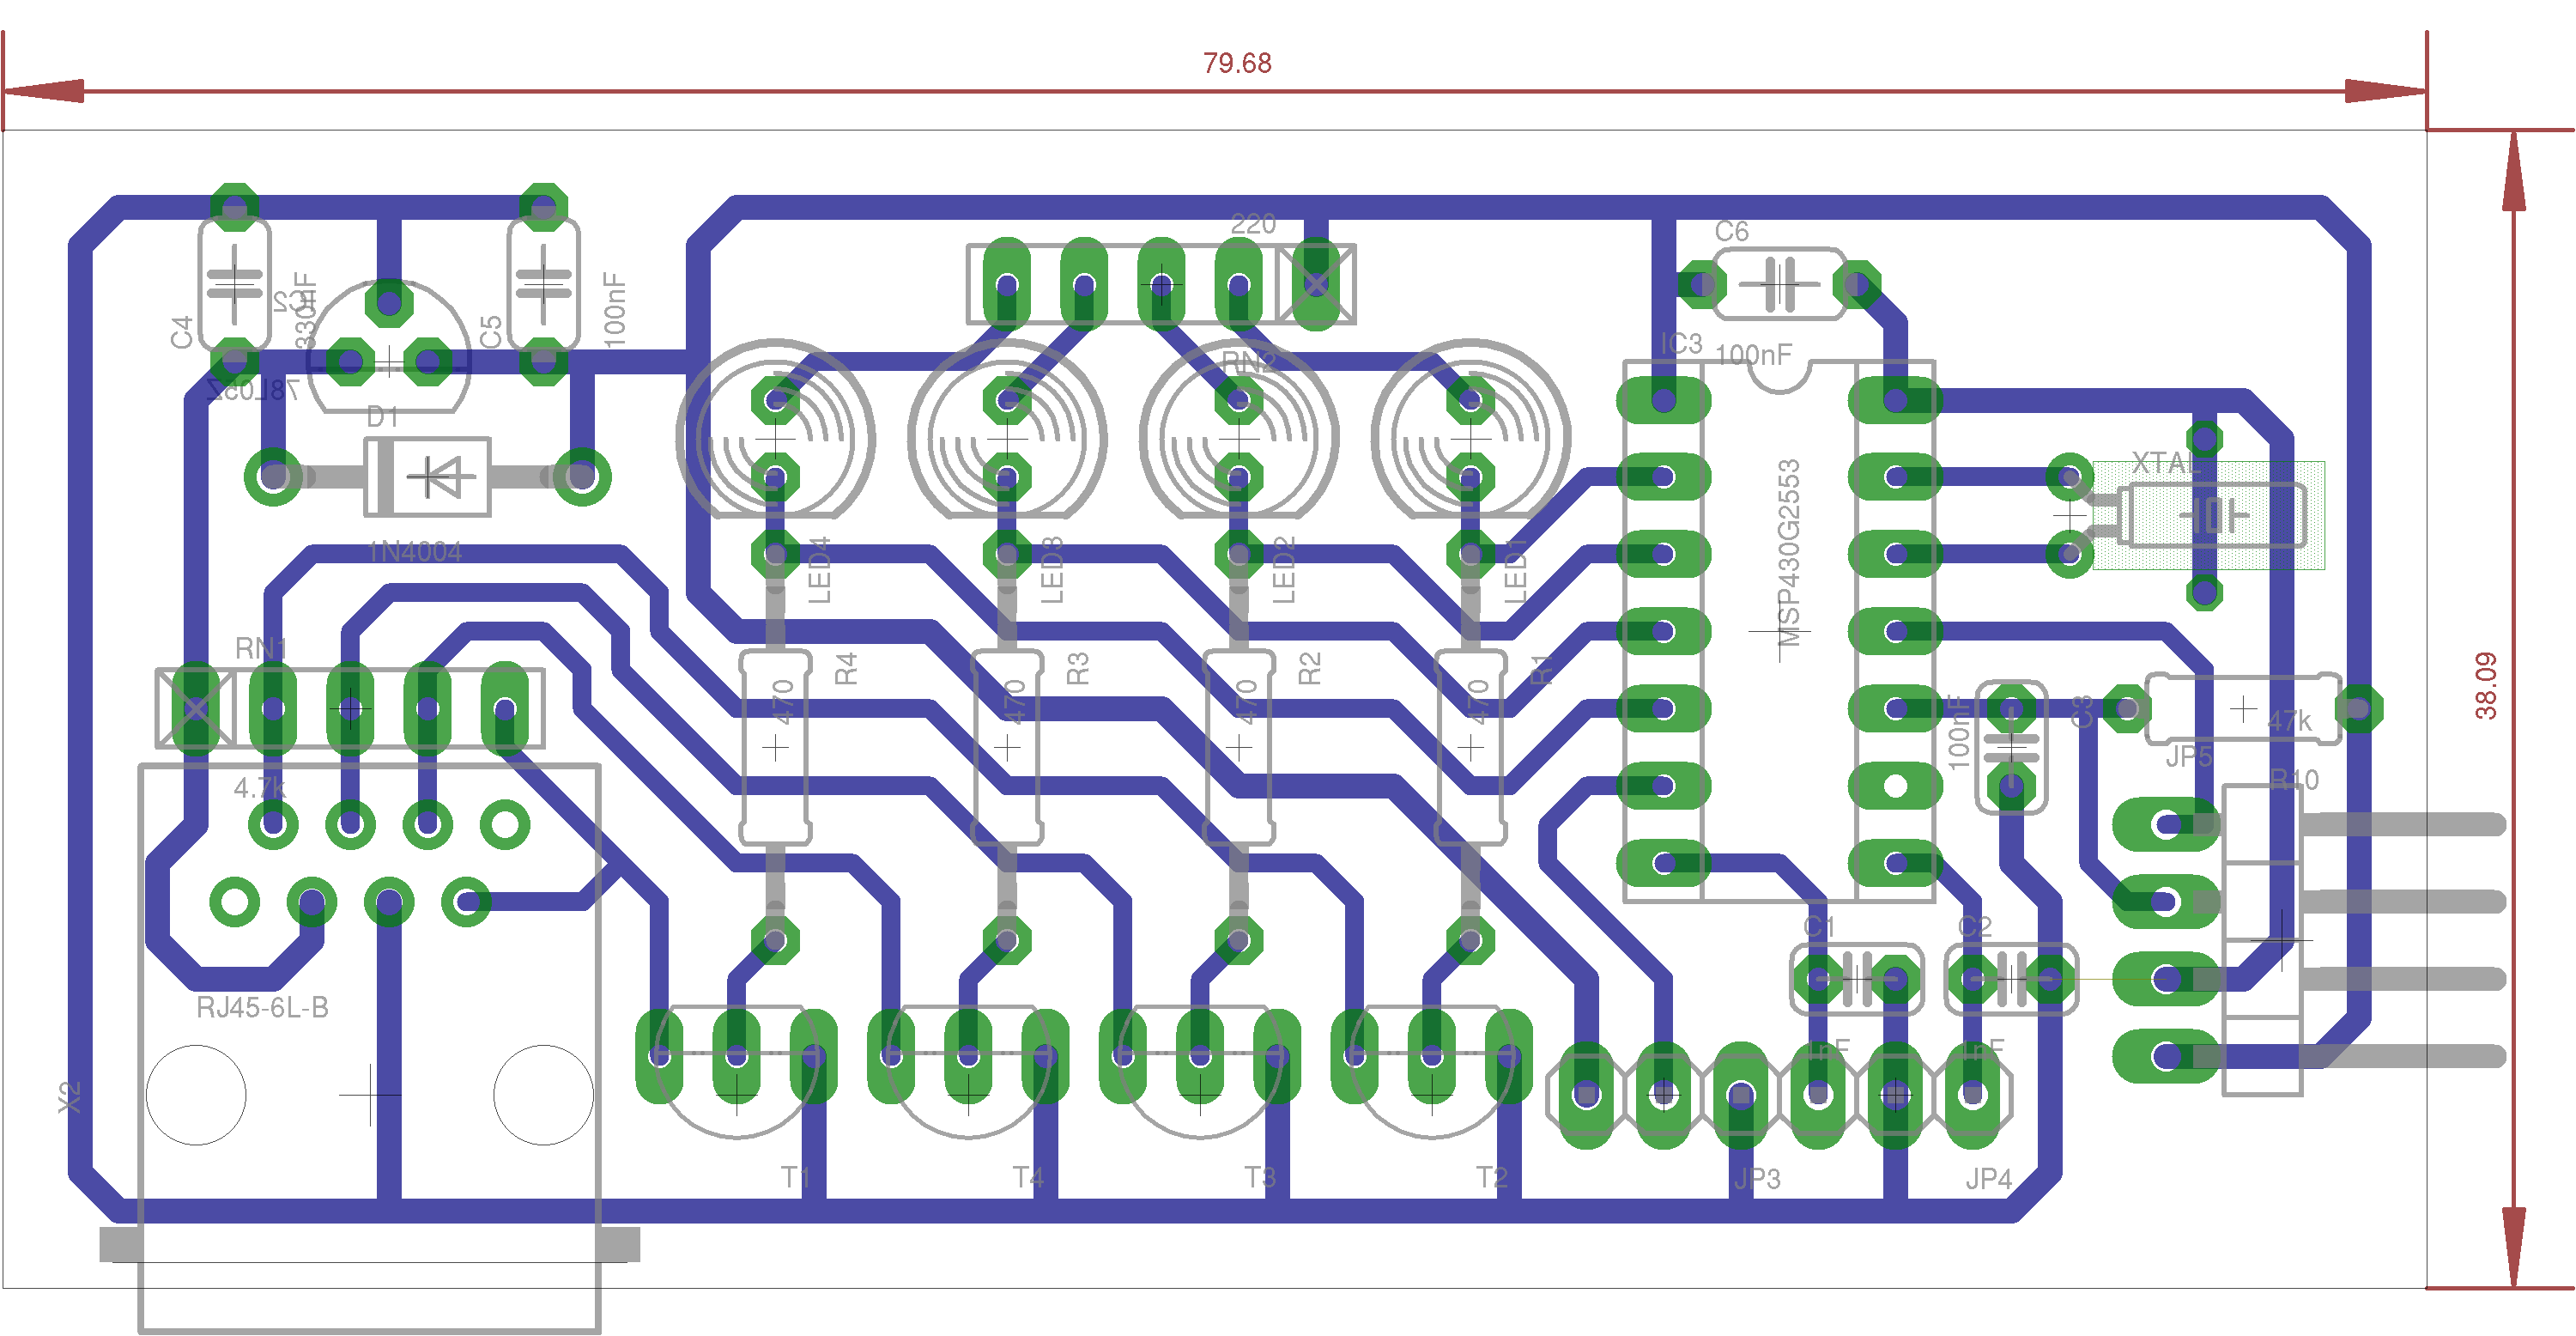 79.68
38.09
220
C6
100nF
IC3
C4
330nF
IC2
C5
100nF
78L05Z
D1
1N4004
RN2
LED4
LED3
LED2
LED1
MSP430G2553
XTAL
RN1
4.7k
R4
470
R3
470
R2
470
R1
470
100nF
C3
47k
JP5
R10
C1
C2
nF
nF
RJ45-6L-B
X2
T1
T4
T3
T2
JP3
JP4